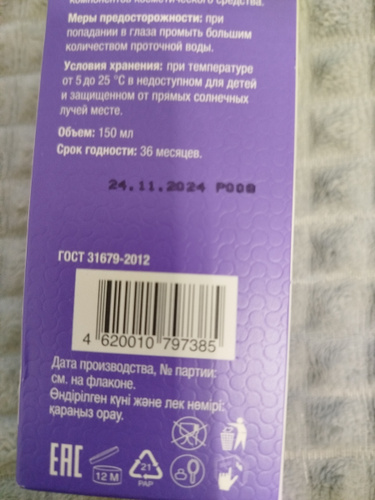 компонентов косметического средства.
Меры предосторожности: при
попадании в глаза промыть большим
количеством проточной воды.
Условия хранения: при температуре
от 5 до 25 °C в недоступном для детей
и защищенном от прямых солнечных
лучей месте.
Объем: 150 мл
Срок годности: 36 месяцев.
24.11.2024 P008
ГОСТ 31679-2012
4 620010 797385
Дата производства, № партии:
см. на флаконе.
Өндірілген күні және лек нөмірі:
қараңыз орау.
EAC
12 M
21
PAP